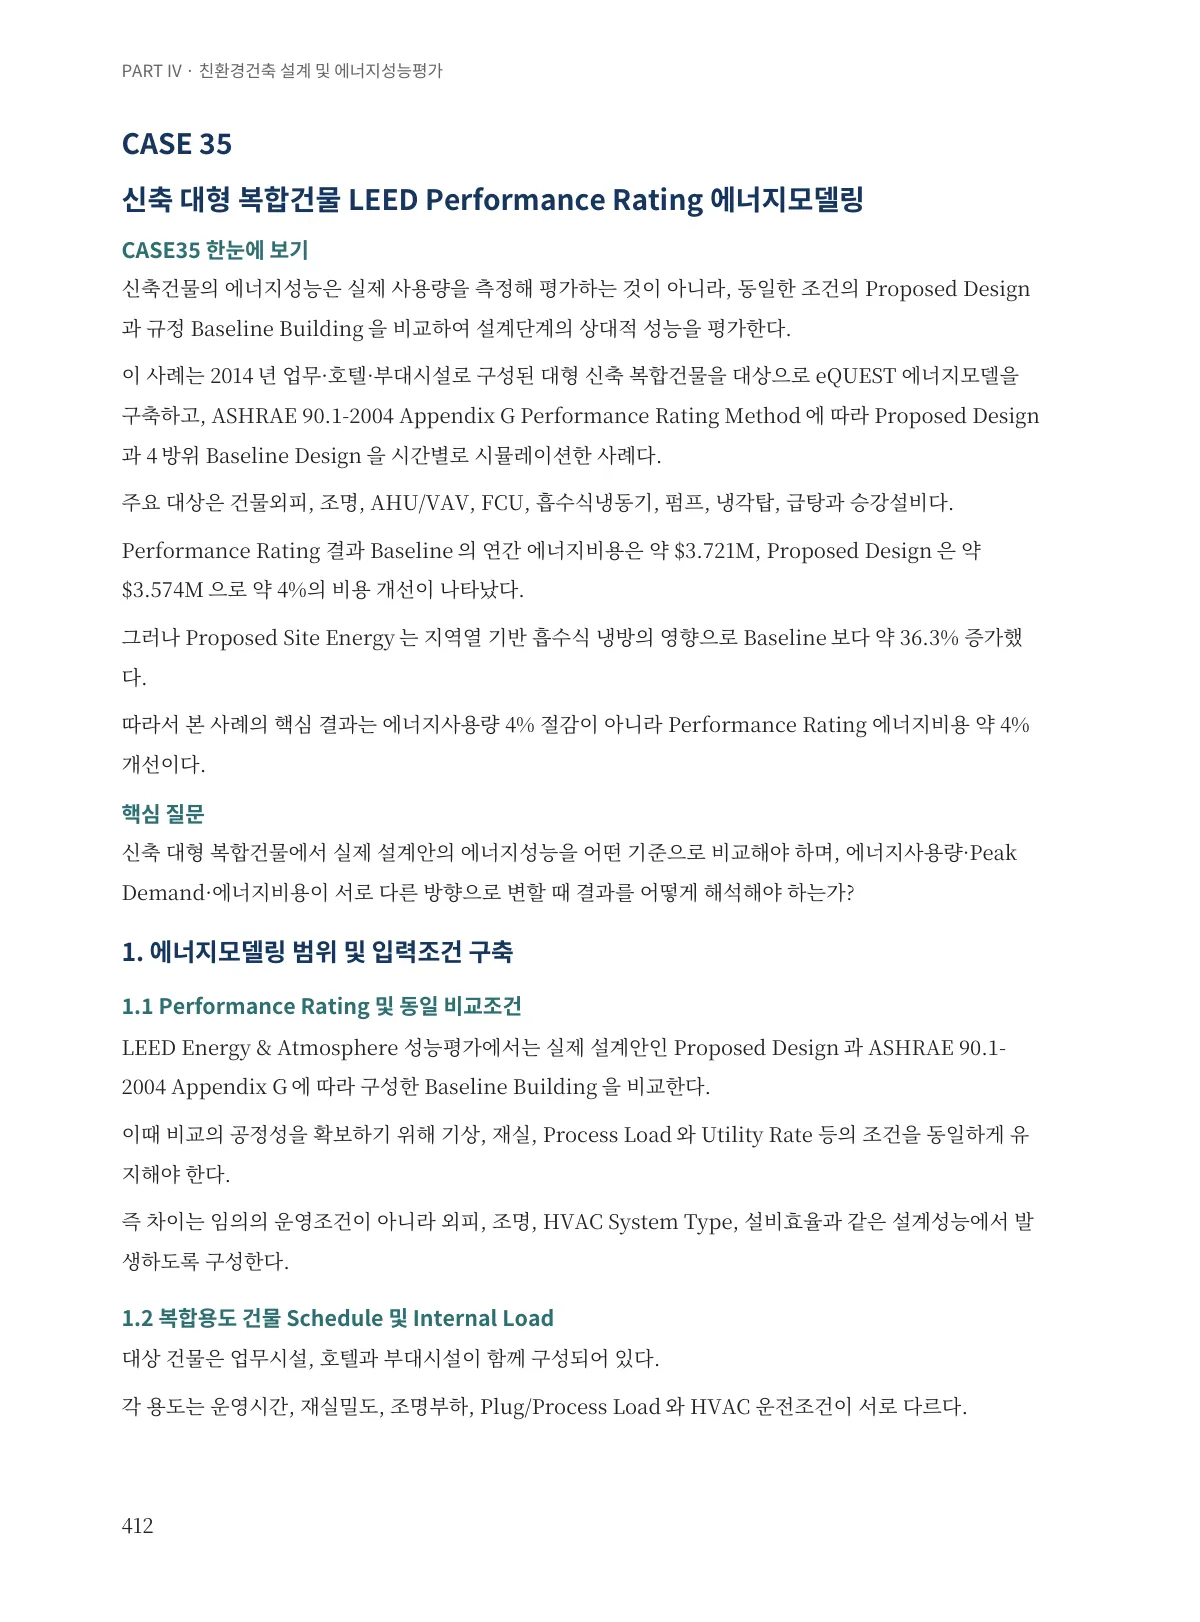 PART IV · 친환경건축 설계 및 에너지성능평가
CASE 35
신축 대형 복합건물 LEED Performance Rating 에너지모델링
CASE35 한눈에 보기
신축건물의 에너지성능은 실제 사용량을 측정해 평가하는 것이 아니라, 동일한 조건의 Proposed Design
과 규정 Baseline Building 을 비교하여 설계단계의 상대적 성능을 평가한다.
이 사례는 2014 년 업무·호텔·부대시설로 구성된 대형 신축 복합건물을 대상으로 eQUEST 에너지모델을
구축하고, ASHRAE 90.1-2004 Appendix G Performance Rating Method 에 따라 Proposed Design
과 4 방위 Baseline Design 을 시간별로 시뮬레이션한 사례다.
주요 대상은 건물외피, 조명, AHU/VAV, FCU, 흡수식냉동기, 펌프, 냉각탑, 급탕과 승강설비다.
Performance Rating 결과 Baseline 의 연간 에너지비용은 약 $3.721M, Proposed Design 은 약
$3.574M 으로 약 4%의 비용 개선이 나타났다.
그러나 Proposed Site Energy 는 지역열 기반 흡수식 냉방의 영향으로 Baseline 보다 약 36.3% 증가했
다.
따라서 본 사례의 핵심 결과는 에너지사용량 4% 절감이 아니라 Performance Rating 에너지비용 약 4%
개선이다.
핵심 질문
신축 대형 복합건물에서 실제 설계안의 에너지성능을 어떤 기준으로 비교해야 하며, 에너지사용량·Peak
Demand·에너지비용이 서로 다른 방향으로 변할 때 결과를 어떻게 해석해야 하는가?
1. 에너지모델링 범위 및 입력조건 구축
1.1 Performance Rating 및 동일 비교조건
LEED Energy & Atmosphere 성능평가에서는 실제 설계안인 Proposed Design 과 ASHRAE 90.1-
2004 Appendix G 에 따라 구성한 Baseline Building 을 비교한다.
이때 비교의 공정성을 확보하기 위해 기상, 재실, Process Load 와 Utility Rate 등의 조건을 동일하게 유
지해야 한다.
즉 차이는 임의의 운영조건이 아니라 외피, 조명, HVAC System Type, 설비효율과 같은 설계성능에서 발
생하도록 구성한다.
1.2 복합용도 건물 Schedule 및 Internal Load
대상 건물은 업무시설, 호텔과 부대시설이 함께 구성되어 있다.
각 용도는 운영시간, 재실밀도, 조명부하, Plug/Process Load 와 HVAC 운전조건이 서로 다르다.
412